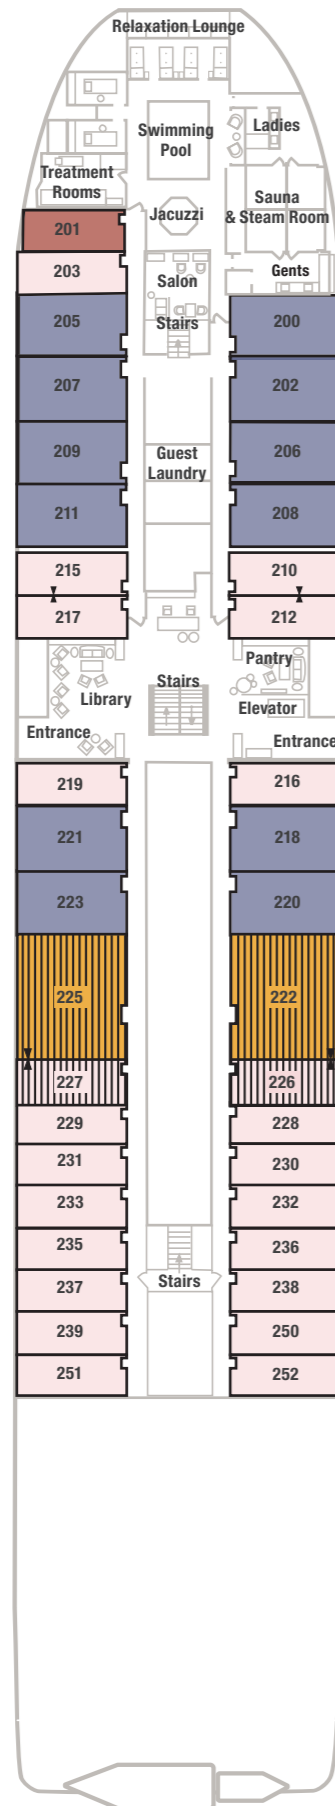 Relaxation Lounge
Swimming
Pool
Ladies
Treatment
Rooms
Sauna
& Steam Room
201
Jacuzzi
203
Salon
Gents
205
Stairs
200
207
202
209
Guest
Laundry
206
211
208
215
210
217
212
Library
Stairs
Pantry
Elevator
Entrance
Entrance
219
216
221
218
223
220
225
222
227
226
229
228
231
230
233
232
235
236
237
Stairs
238
239
250
251
252